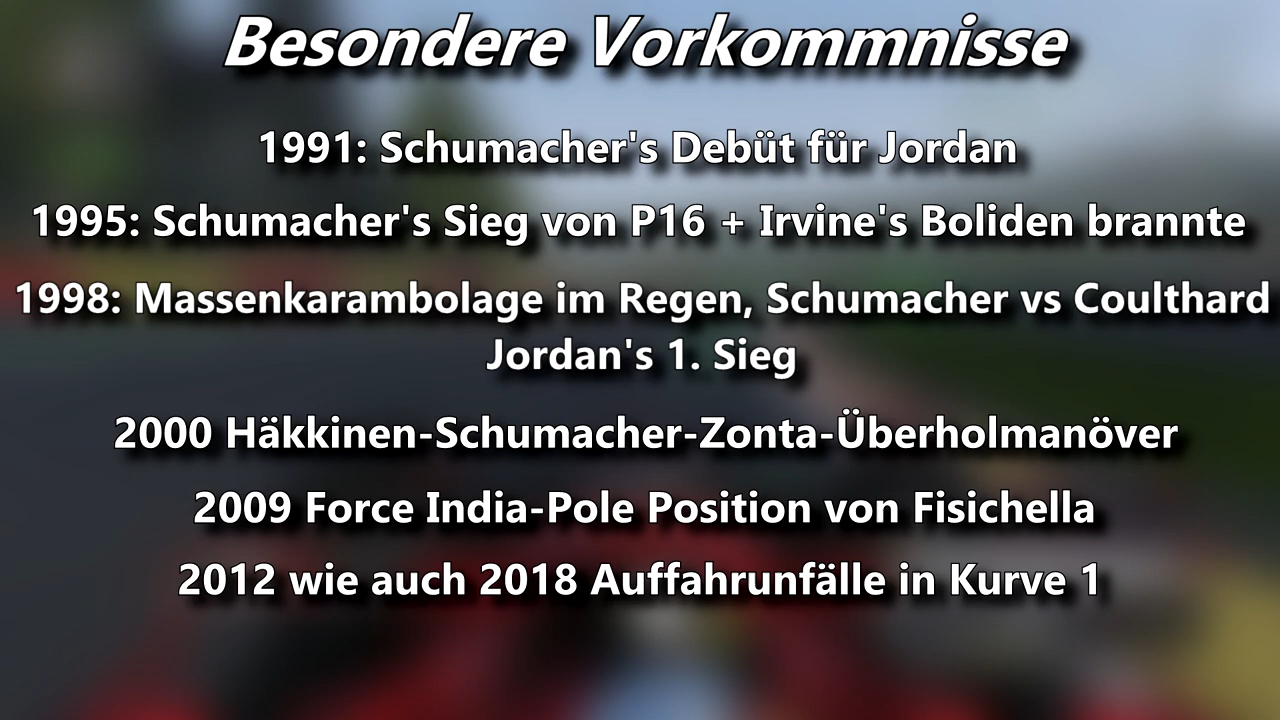 Besondere Vorkommnisse
1991: Schumacher's Debüt für Jordan
1995: Schumacher's Sieg von P16 + Irvine's Boliden brannte
1998: Massenkarambolage im Regen, Schumacher vs Coulthard
Jordan's 1. Sieg
2000 Häkkinen-Schumacher-Zonta-Überholmanöver
2009 Force India-Pole Position von Fisichella
2012 wie auch 2018 Auffahrunfälle in Kurve 1